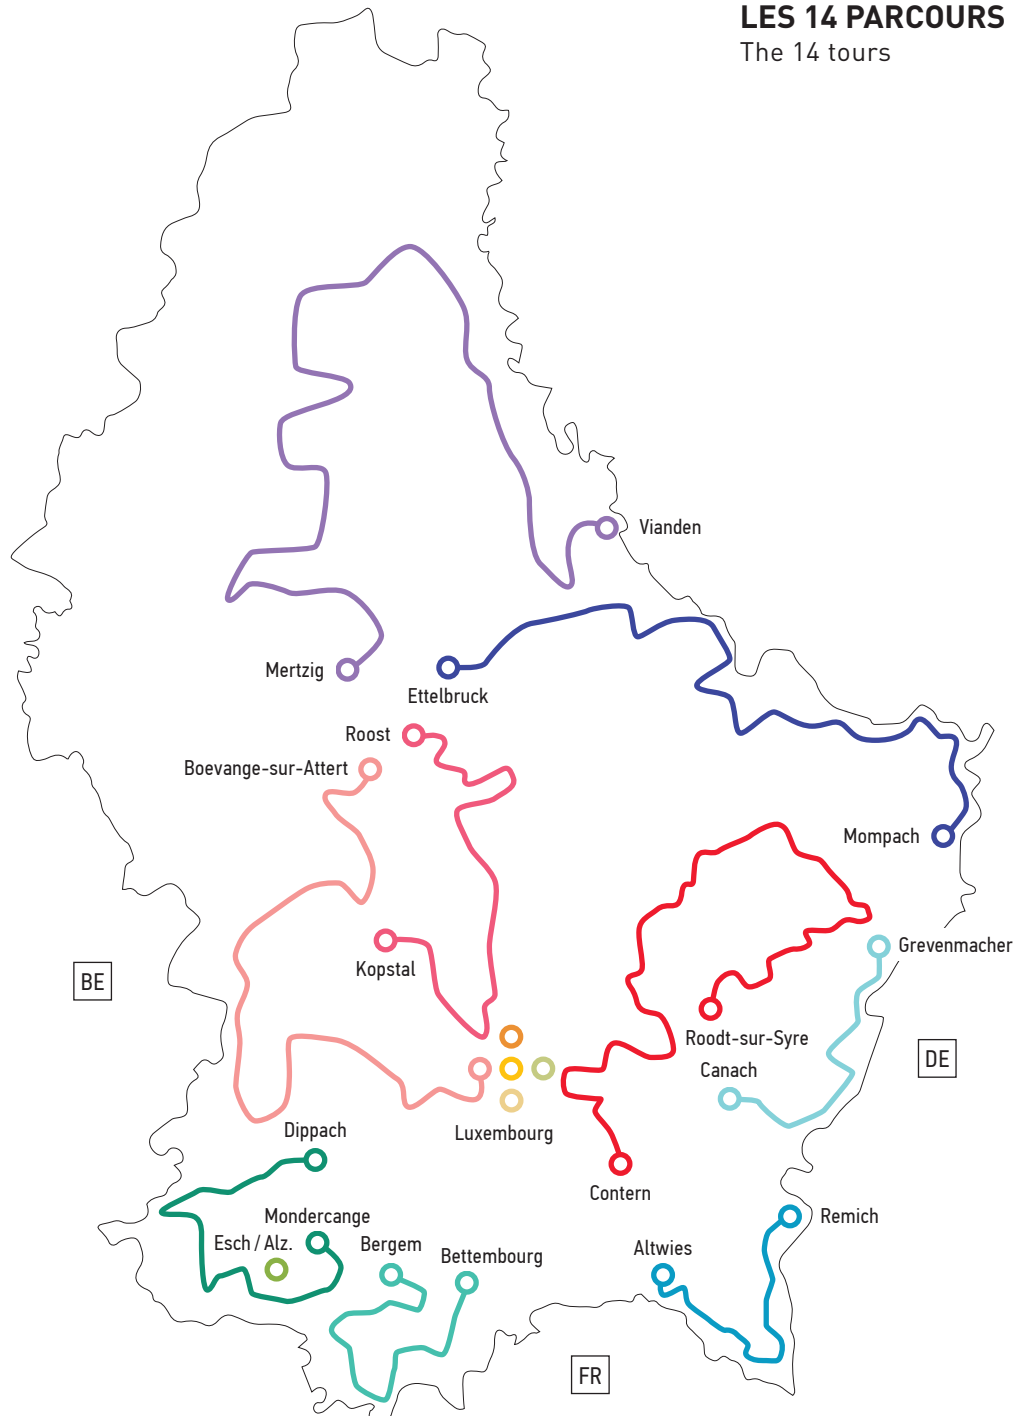 LES 14 PARCOURS
The 14 tours
Vianden
Mertzig
Ettelbruck
Roost
Boevange-sur-Attert
Mompach
Grevenmacher
Kopstal
BE
Roodt-sur-Syre
DE
Canach
Luxembourg
Dippach
Contern
Mondercange
Remich
Esch / Alz.
Bergem
Altwies
Bettembourg
FR